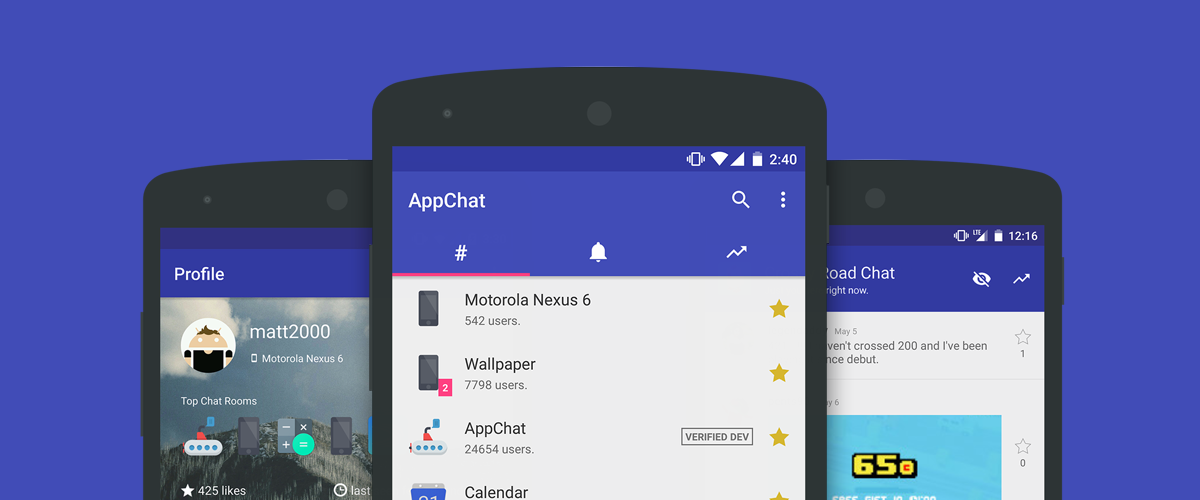 Profile
matt2000
Motorola Nexus 6
Top Chat Rooms
425 likes
last
2:40
AppChat
#
Motorola Nexus 6
542 users.
Wallpaper
7798 users.
2
AppChat
24654 users.
VERIFIED DEV
Calendar
LTE 12:16
Road Chat
right now.
May 5
ven't crossed 200 and I've been
nce debut.
1
y 6
65c
0